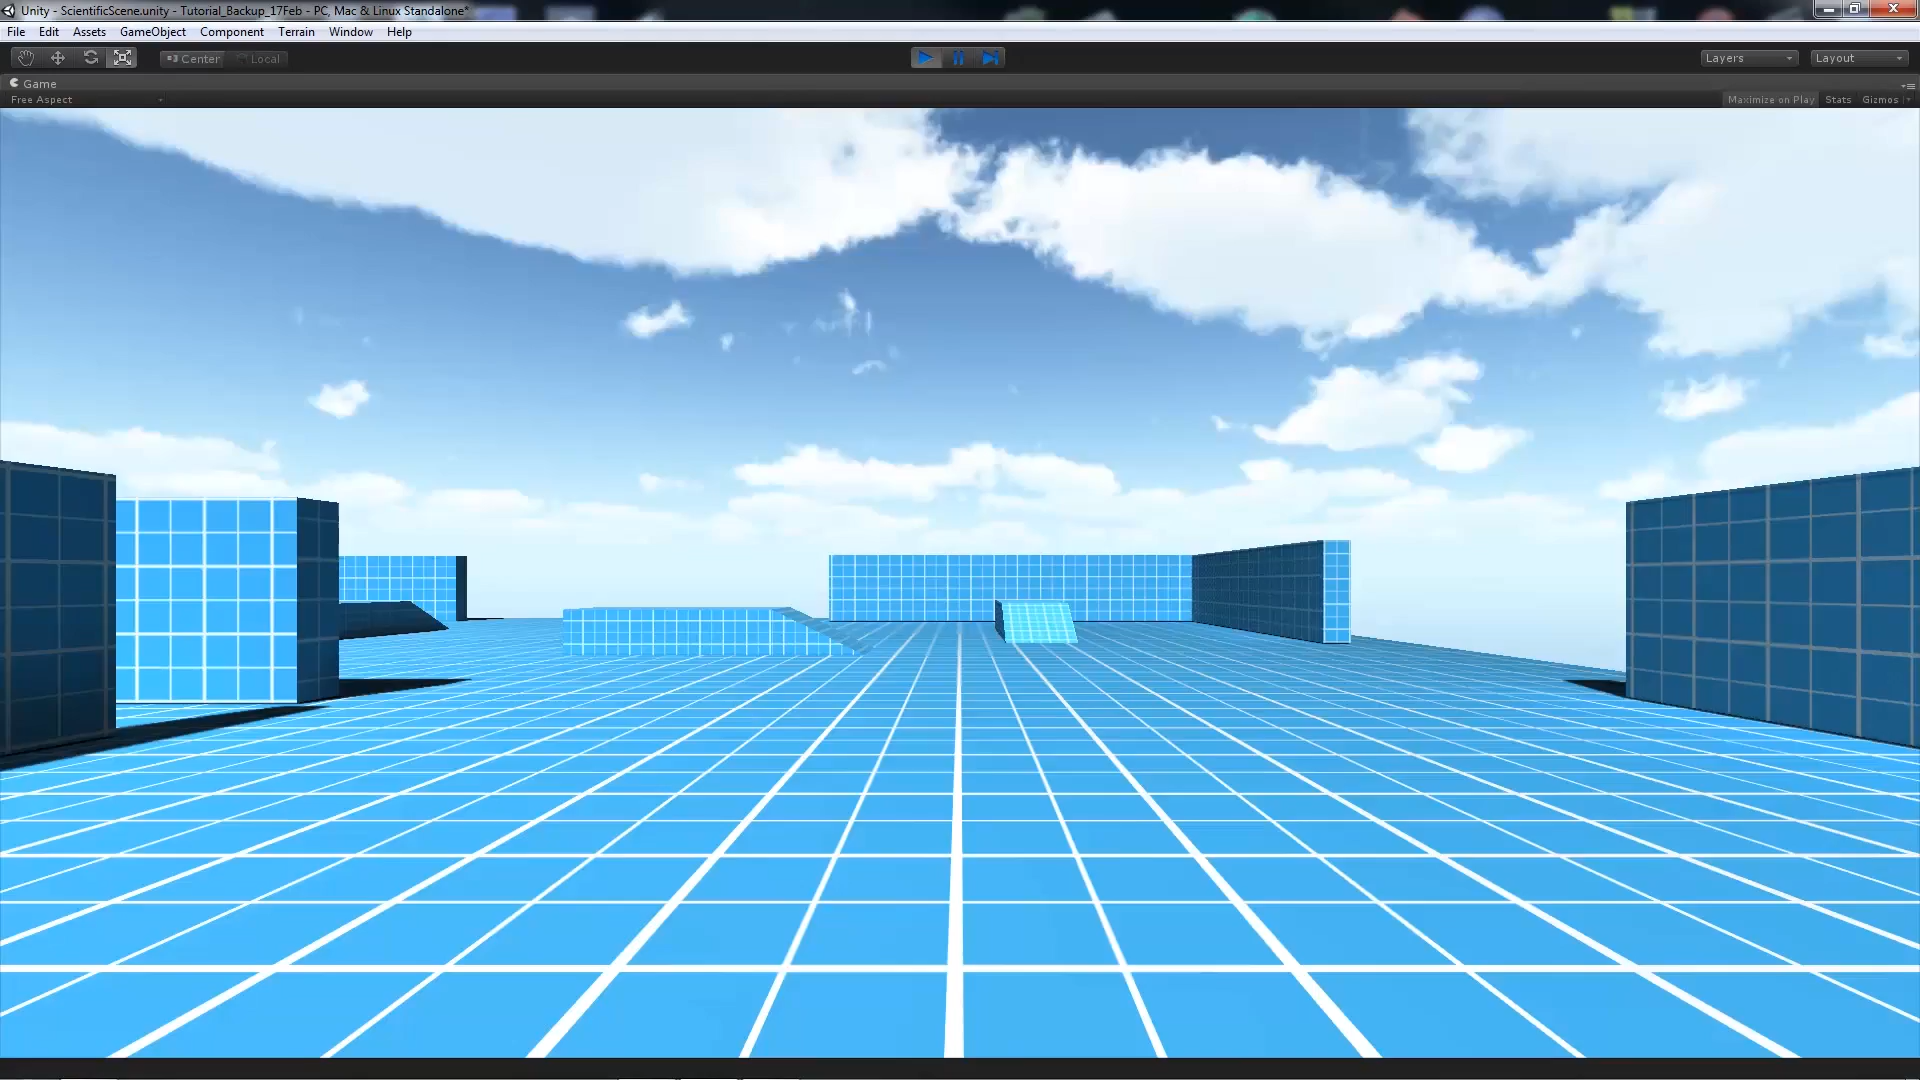 Unity - ScientificScene.unity - Tutorial_Backup_17Feb - PC, Mac & Linux Standalone*
File Edit Assets GameObject Component Terrain Window Help
Center Local Layers Layout
Game
Free Aspect Maximize on Play Stats Gizmos